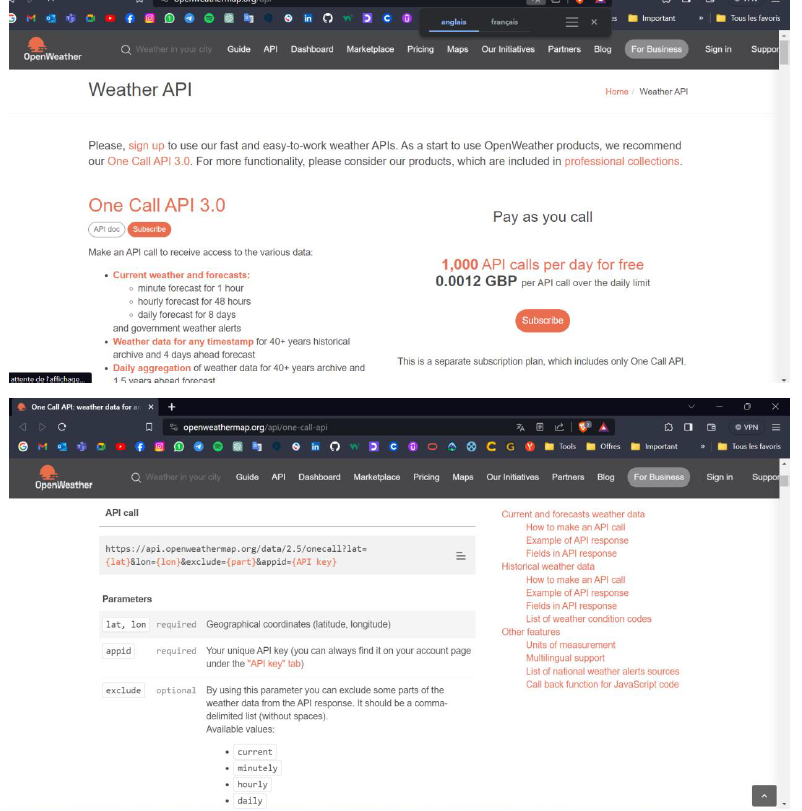 openweathermap.org/api
anglais français
Important » Tous les favoris
OpenWeather Weather in your city Guide API Dashboard Marketplace Pricing Maps Our Initiatives Partners Blog For Business Sign in Suppor
Weather API Home / Weather API
Please, sign up to use our fast and easy-to-work weather APIs. As a start to use OpenWeather products, we recommend
our One Call API 3.0. For more functionality, please consider our products, which are included in professional collections.
One Call API 3.0
API doc Subscribe
Make an API call to receive access to the various data:
• Current weather and forecasts:
◦ minute forecast for 1 hour
◦ hourly forecast for 48 hours
◦ daily forecast for 8 days
and government weather alerts
• Weather data for any timestamp for 40+ years historical
archive and 4 days ahead forecast
• Daily aggregation of weather data for 40+ years archive and
1.5 years ahead forecast
Pay as you call
1,000 API calls per day for free
0.0012 GBP per API call over the daily limit
Subscribe
This is a separate subscription plan, which includes only One Call API.
attente de l'affichage...
One Call API: weather data for an × +
openweathermap.org/api/one-call-api VPN
Tools Offres Important » Tous les favoris
OpenWeather Weather in your city Guide API Dashboard Marketplace Pricing Maps Our Initiatives Partners Blog For Business Sign in Suppor
API call
https://api.openweathermap.org/data/2.5/onecall?lat=
{lat}&lon={lon}&exclude={part}&appid={API key}
Parameters
lat, lon required Geographical coordinates (latitude, longitude)
appid required Your unique API key (you can always find it on your account page
under the "API key" tab)
exclude optional By using this parameter you can exclude some parts of the
weather data from the API response. It should be a comma-
delimited list (without spaces).
Available values:
• current
• minutely
• hourly
• daily
Current and forecasts weather data
How to make an API call
Example of API response
Fields in API response
Historical weather data
How to make an API call
Example of API response
Fields in API response
List of weather condition codes
Other features
Units of measurement
Multilingual support
List of national weather alerts sources
Call back function for JavaScript code